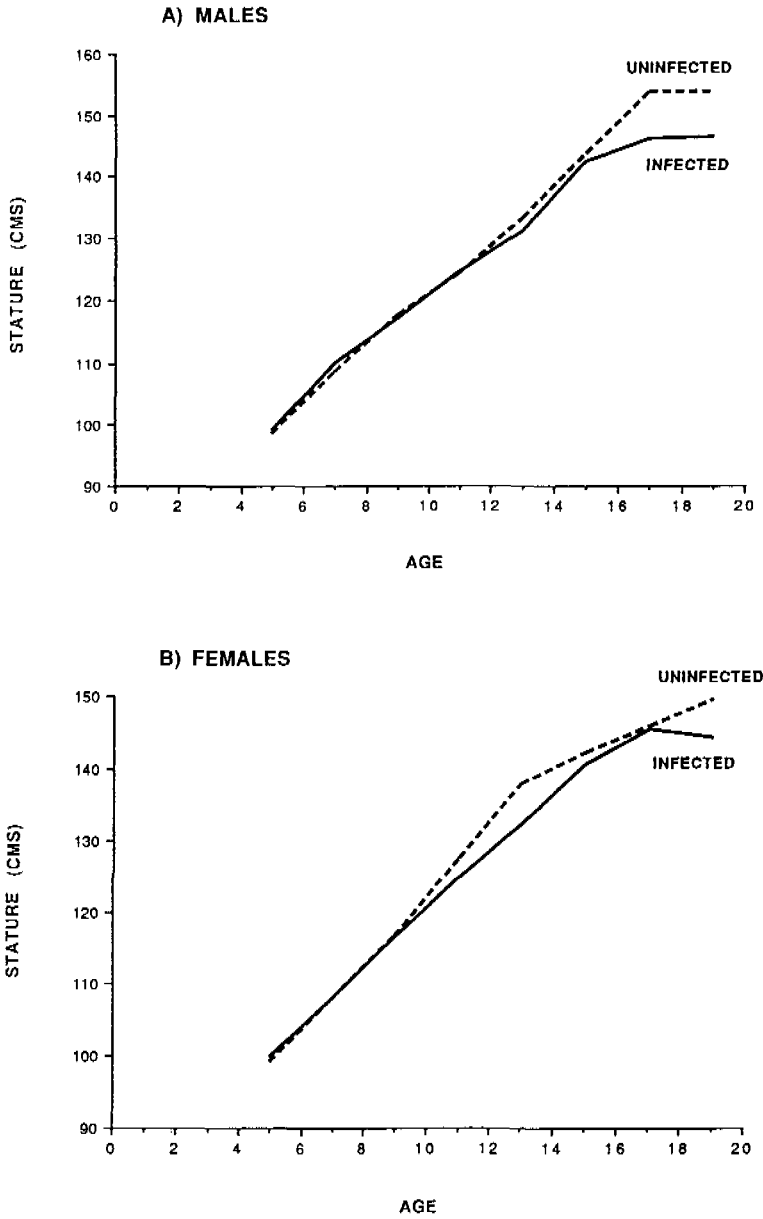 A) MALES
160
150
140
130
120
110
100
90
STATURE (CMS)
UNINFECTED
INFECTED
0 2 4 6 8 10 12 14 16 18 20
AGE
B) FEMALES
150
140
130
120
110
100
90
STATURE (CMS)
UNINFECTED
INFECTED
0 2 4 6 8 10 12 14 16 18 20
AGE